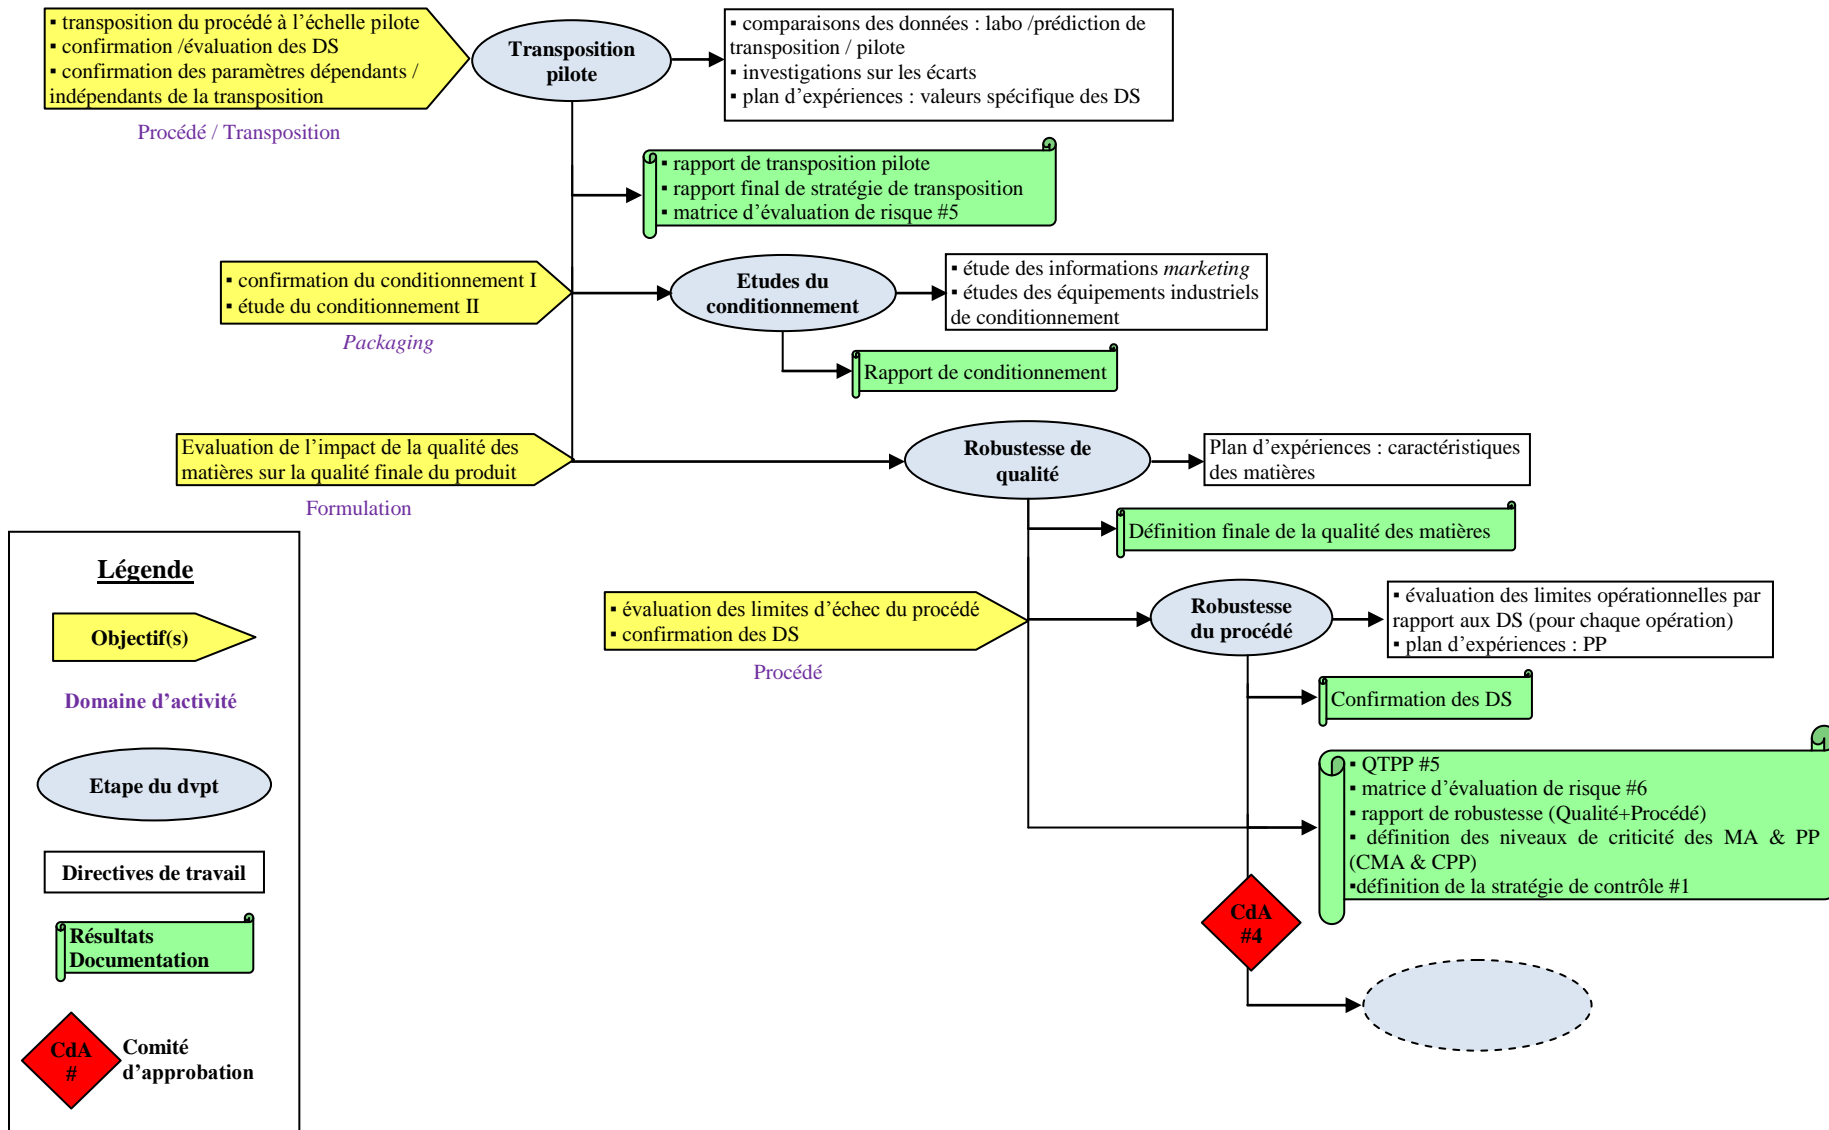 ▪ transposition du procédé à l'échelle pilote
▪ confirmation /évaluation des DS
▪ confirmation des paramètres dépendants /
indépendants de la transposition
Procédé / Transposition
Transposition
pilote
▪ comparaisons des données : labo /prédiction de
transposition / pilote
▪ investigations sur les écarts
▪ plan d'expériences : valeurs spécifique des DS
▪ rapport de transposition pilote
▪ rapport final de stratégie de transposition
▪ matrice d'évaluation de risque #5
▪ confirmation du conditionnement I
▪ étude du conditionnement II
Packaging
Etudes du
conditionnement
▪ étude des informations marketing
▪ études des équipements industriels
de conditionnement
Rapport de conditionnement
Evaluation de l'impact de la qualité des
matières sur la qualité finale du produit
Formulation
Robustesse de
qualité
Plan d'expériences : caractéristiques
des matières
Définition finale de la qualité des matières
▪ évaluation des limites d'échec du procédé
▪ confirmation des DS
Procédé
Robustesse
du procédé
▪ évaluation des limites opérationnelles par
rapport aux DS (pour chaque opération)
▪ plan d'expériences : PP
Confirmation des DS
▪ QTPP #5
▪ matrice d'évaluation de risque #6
▪ rapport de robustesse (Qualité+Procédé)
▪ définition des niveaux de criticité des MA & PP
(CMA & CPP)
▪définition de la stratégie de contrôle #1
CdA
#4
Légende
Objectif(s)
Domaine d'activité
Etape du dvpt
Directives de travail
Résultats
Documentation
CdA
#
Comité
d'approbation